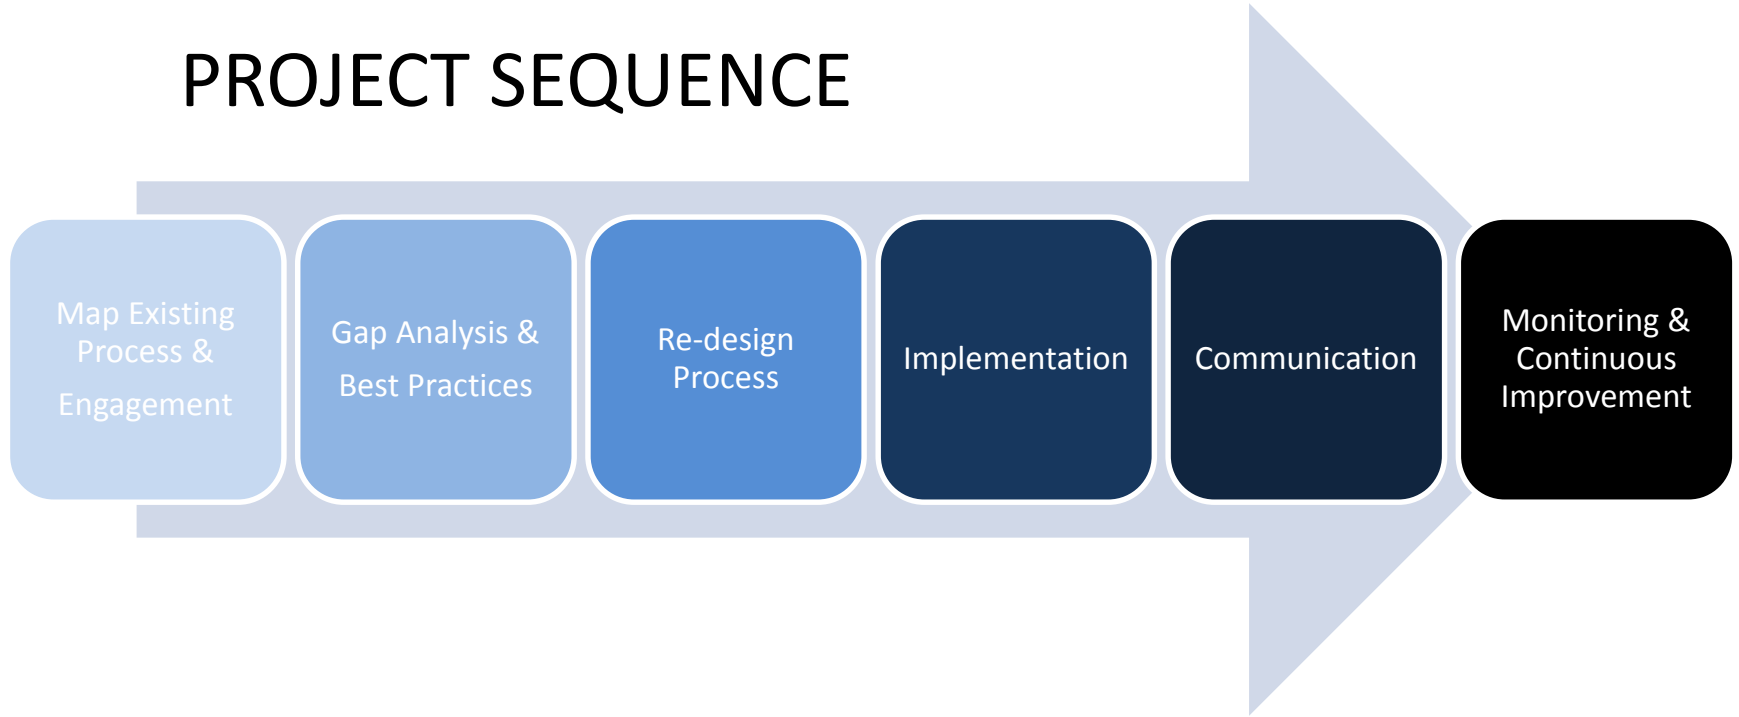 PROJECT SEQUENCE
Map Existing
Process &
Engagement
Gap Analysis &
Best Practices
Re-design
Process
Implementation
Communication
Monitoring &
Continuous
Improvement